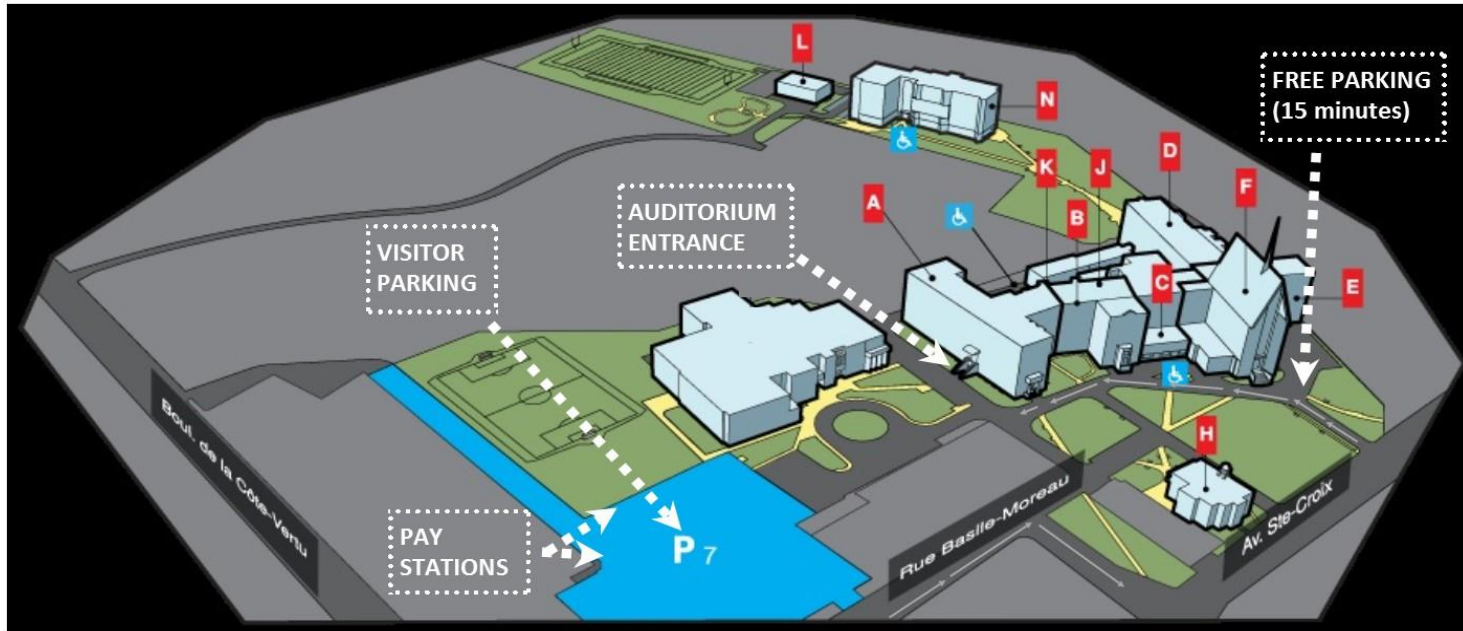 L
N
FREE PARKING
(15 minutes)
K
J
D
F
A
B
AUDITORIUM
ENTRANCE
VISITOR
PARKING
C
E
H
Boul. de la Côte-Vertu
PAY
STATIONS
P 7
Rue Basile-Moreau
Av. Ste-Croix